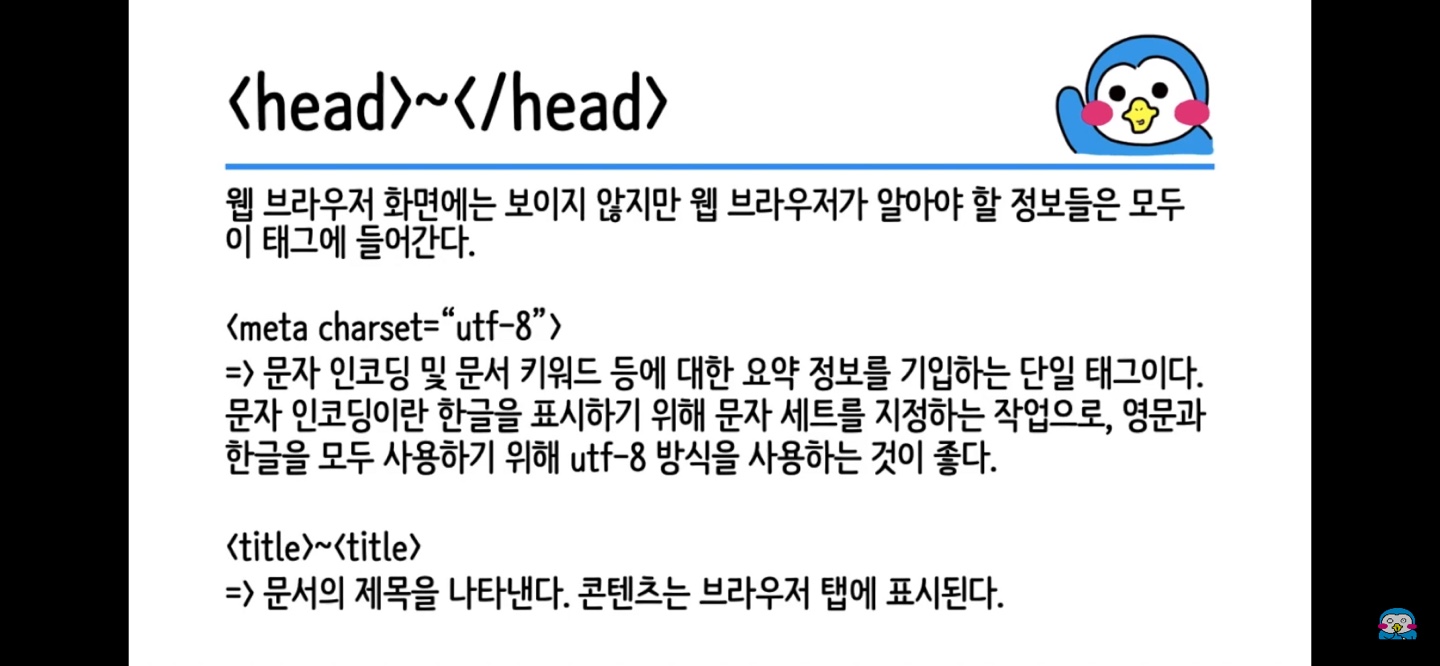 <head>~</head>
웹 브라우저 화면에는 보이지 않지만 웹 브라우저가 알아야 할 정보들은 모두
이 태그에 들어간다.
<meta charset=“utf-8”>
=> 문자 인코딩 및 문서 키워드 등에 대한 요약 정보를 기입하는 단일 태그이다.
문자 인코딩이란 한글을 표시하기 위해 문자 세트를 지정하는 작업으로, 영문과
한글을 모두 사용하기 위해 utf-8 방식을 사용하는 것이 좋다.
<title>~<title>
=> 문서의 제목을 나타낸다. 콘텐츠는 브라우저 탭에 표시된다.